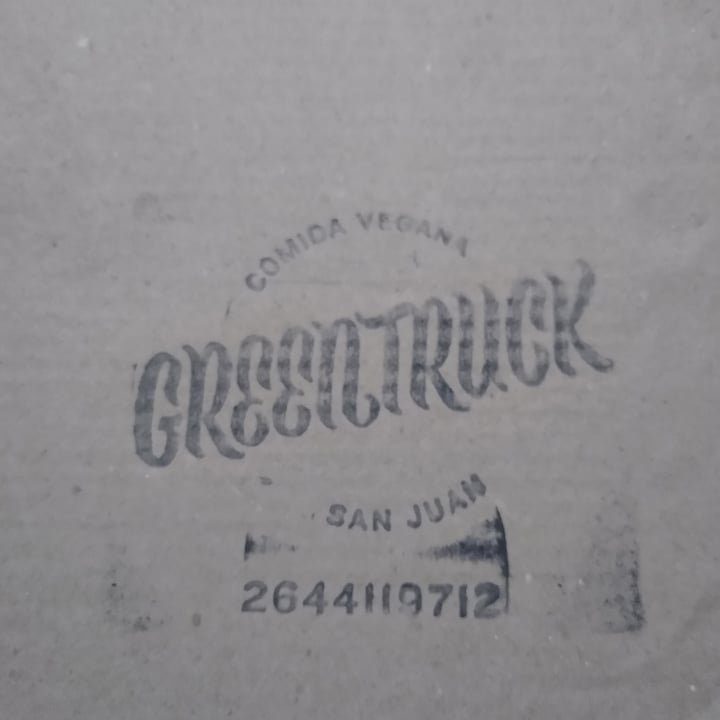 COMIDA VEGANA
GREENTRUCK
SAN JUAN
2644119712